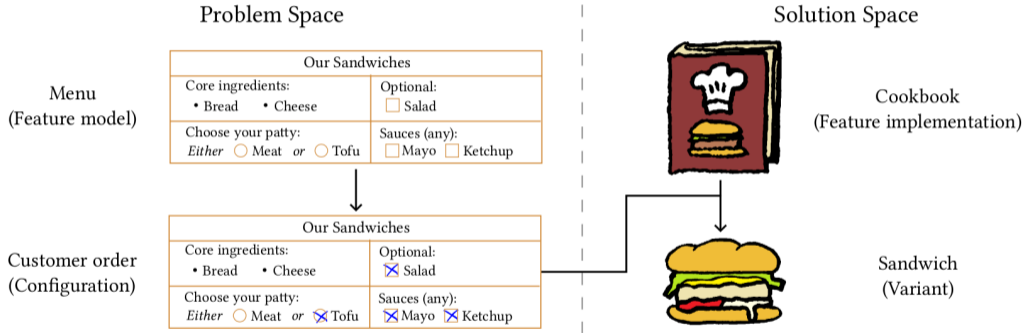 Problem Space
Solution Space
Menu
(Feature model)
Our Sandwiches
Core ingredients:
• Bread • Cheese
Optional:
Salad
Choose your patty:
Either Meat or Tofu
Sauces (any):
Mayo Ketchup
Cookbook
(Feature implementation)
Customer order
(Configuration)
Our Sandwiches
Core ingredients:
• Bread • Cheese
Optional:
Salad
Choose your patty:
Either Meat or Tofu
Sauces (any):
Mayo Ketchup
Sandwich
(Variant)